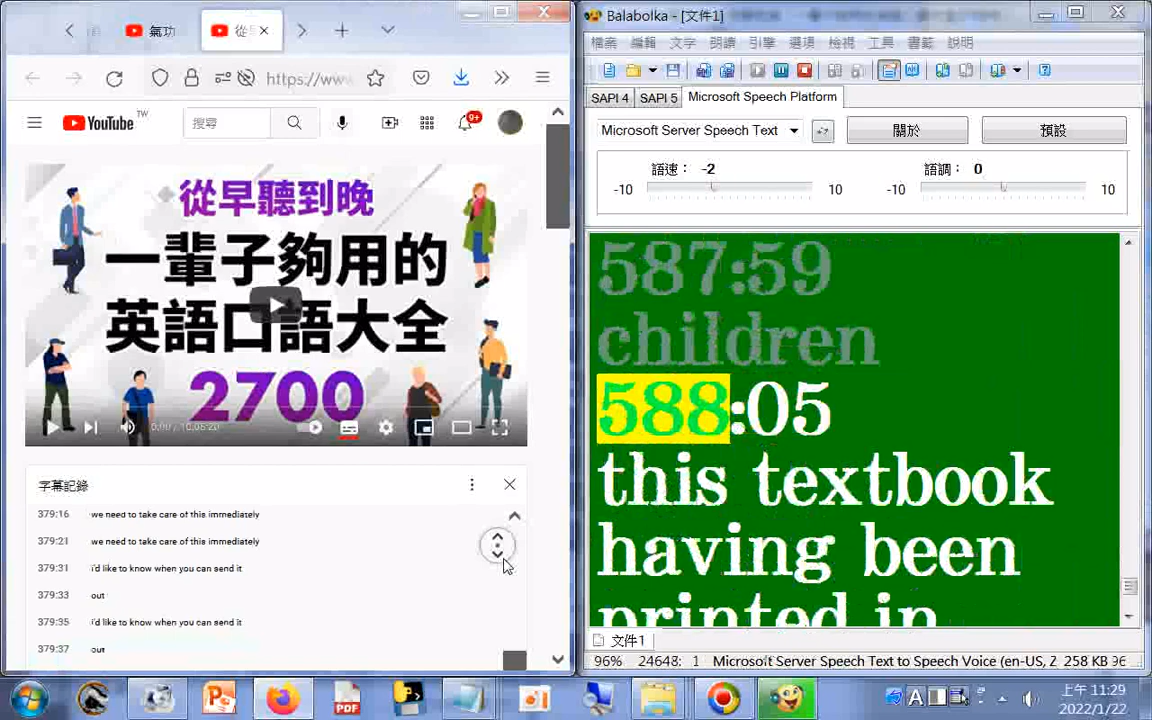 氣功
從
https://www
YouTube TW
搜尋
9+
從早聽到晚
一輩子夠用的
英語口語大全
2700
0:00 / 10:05:20
字幕記錄
379:16 we need to take care of this immediately
379:21 we need to take care of this immediately
379:31 i'd like to know when you can send it
379:33 out
379:35 i'd like to know when you can send it
379:37 out
Balabolka - [文件1]
檔案 編輯 文字 朗讀 引擎 選項 檢視 工具 書籤 說明
SAPI 4 SAPI 5 Microsoft Speech Platform
Microsoft Server Speech Text
關於
預設
語速： -2
語調： 0
-10 10 -10 10
587:59
children
588:05
this textbook
having been
printed in
文件1
96% 24648: 1 Microsoft Server Speech Text to Speech Voice (en-US, 2 258 KB 96
PDF
A
上午 11:29
2022/1/22